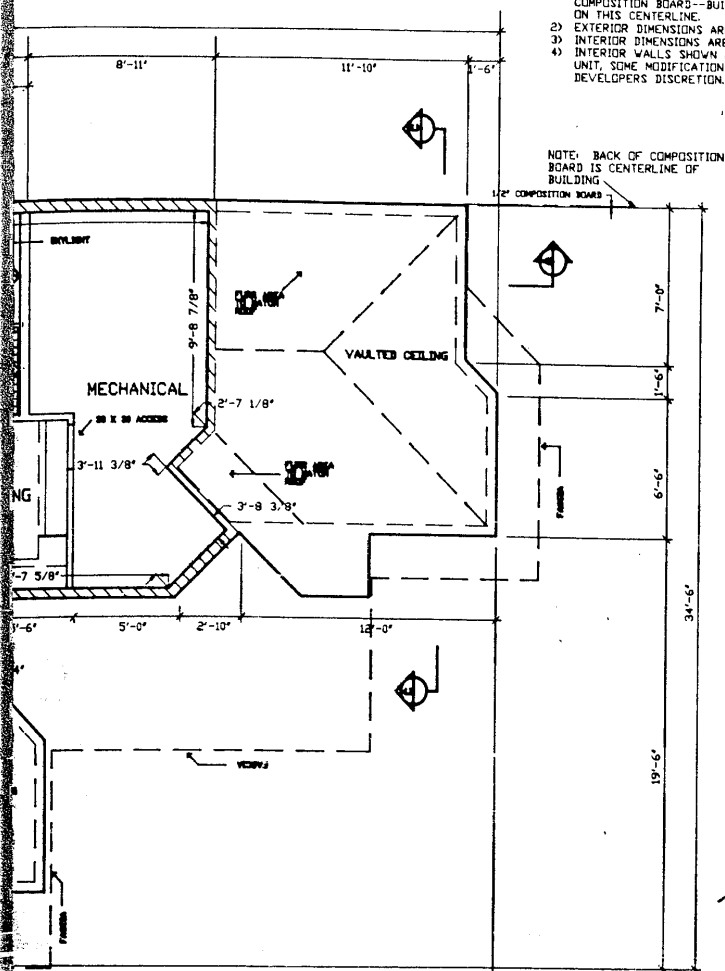 COMPOSITION BOARD--BUI
ON THIS CENTERLINE.
2) EXTERIOR DIMENSIONS AR
3) INTERIOR DIMENSIONS ARE
4) INTERIOR WALLS SHOWN
UNIT, SOME MODIFICATION
DEVELOPERS DISCRETION.
8'-11"
11'-10"
1'-6"
NOTE: BACK OF COMPOSITION
BOARD IS CENTERLINE OF
BUILDING
1/2" COMPOSITION BOARD
SKYLIGHT
9'-8 7/8"
7'-0"
VAULTED CEILING
MECHANICAL
2'-7 1/8"
1'-6"
ACCESS
3'-11 3/8"
NG
6'-6"
FASCIA
3'-8 3/8"
'-7 5/8"
34'-6"
'-6"
5'-0"
2'-10"
12'-0"
4"
FASCIA
19'-6"
FASCIA